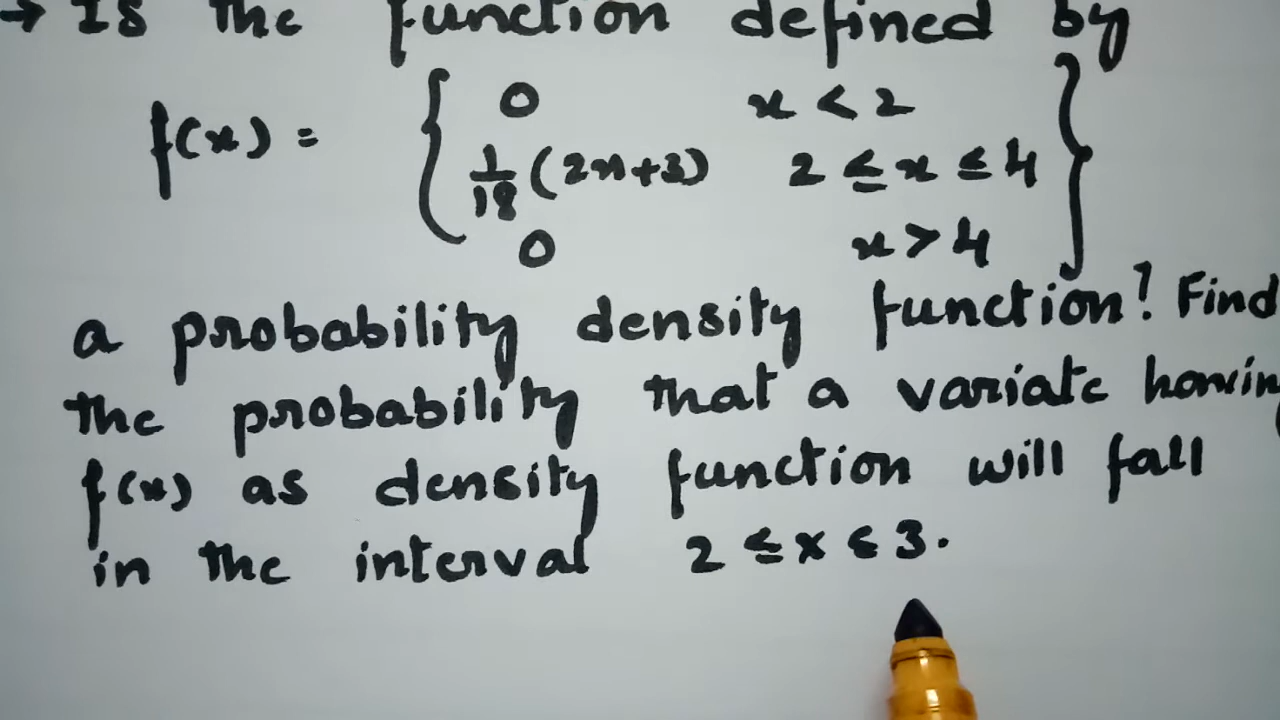 → Is the function defined by
f(x) = { 0 x < 2
1/18 (2x+3) 2 ≤ x ≤ 4
0 x > 4 }
a probability density function? Find
the probability that a variate havin
f(x) as density function will fall
in the interval 2 ≤ x ≤ 3.